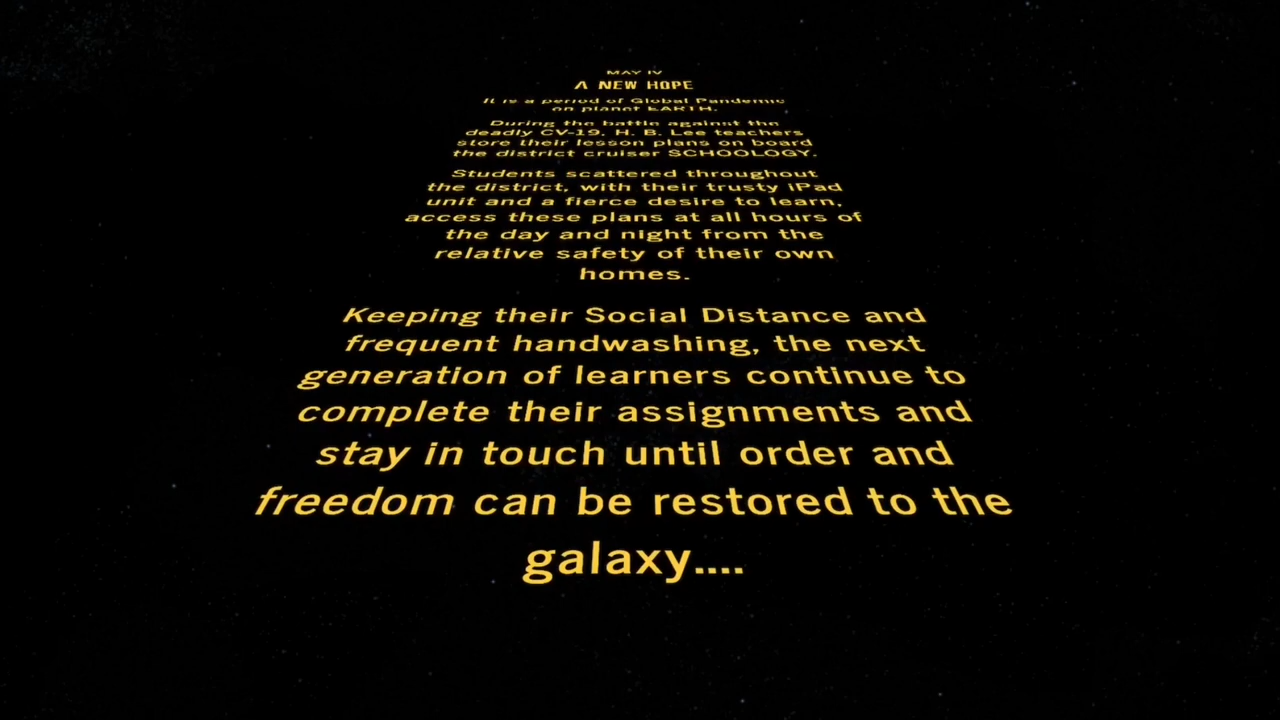 MAY IV
A NEW HOPE
It is a period of Global Pandemic
on planet EARTH.
During the battle against the
deadly CV-19, H. B. Lee teachers
store their lesson plans on board
the district cruiser SCHOOLOGY.
Students scattered throughout
the district, with their trusty iPad
unit and a fierce desire to learn,
access these plans at all hours of
the day and night from the
relative safety of their own
homes.
Keeping their Social Distance and
frequent handwashing, the next
generation of learners continue to
complete their assignments and
stay in touch until order and
freedom can be restored to the
galaxy....